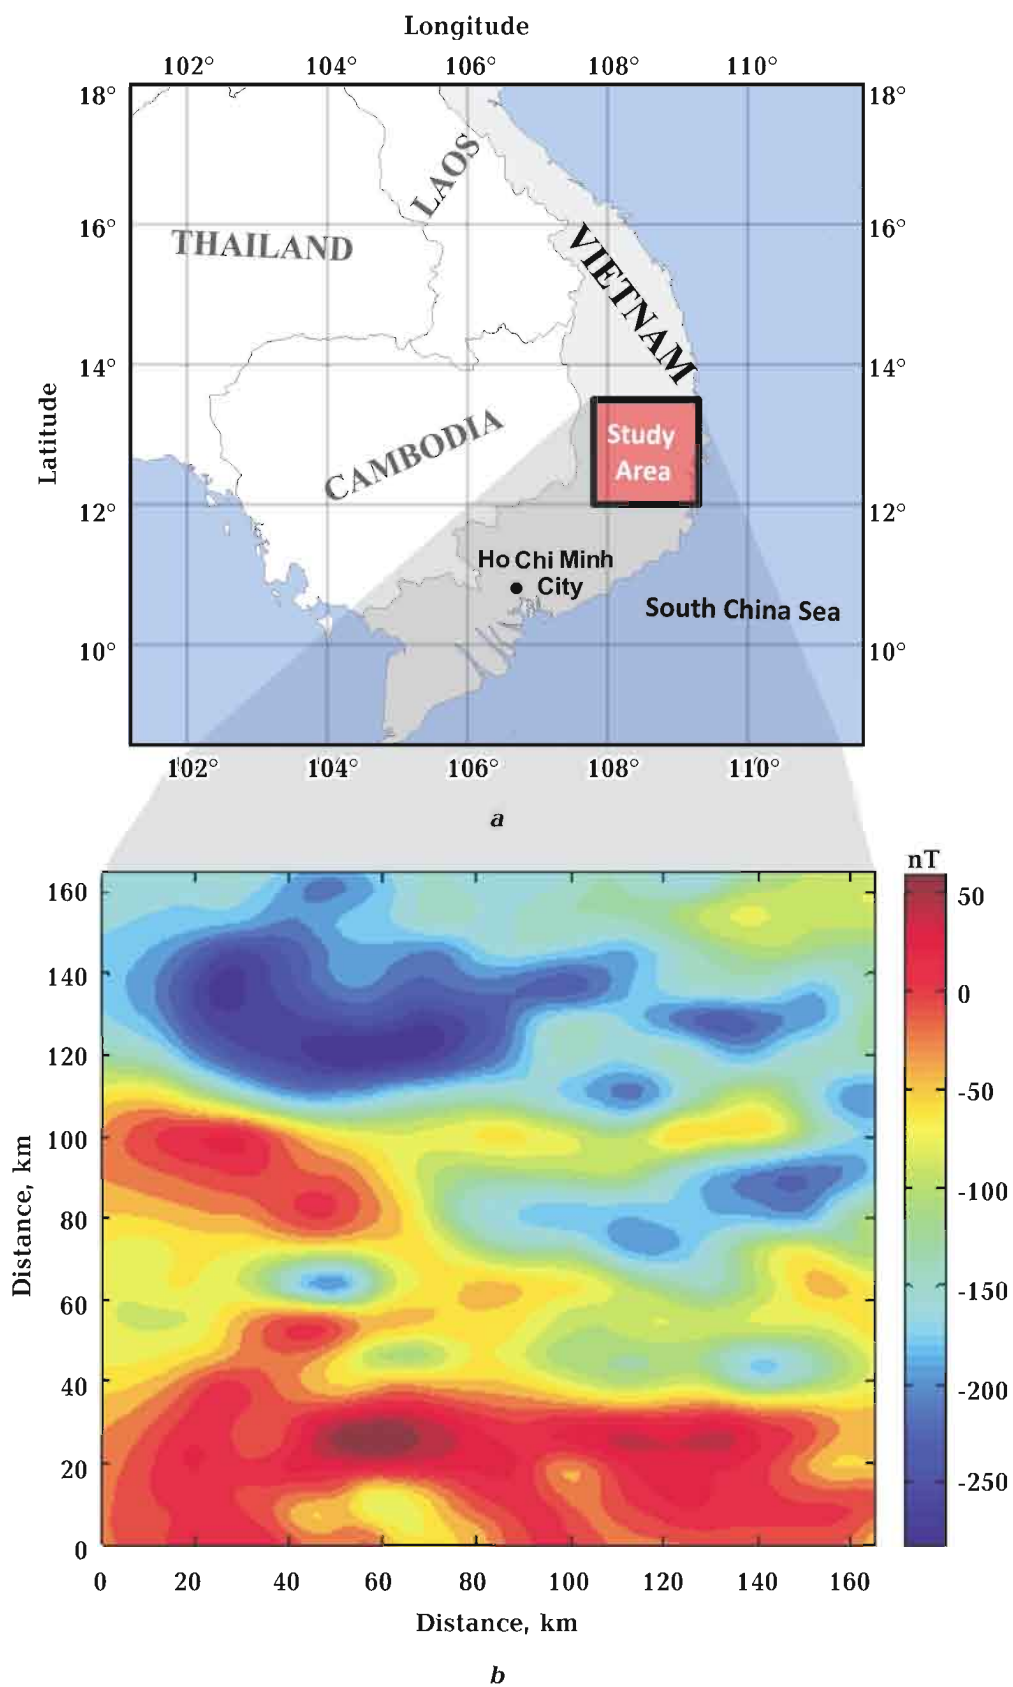 Longitude
102° 104° 106° 108° 110°
18° 18°
LAOS
16° 16°
THAILAND
VIETNAM
14° 14°
Latitude
CAMBODIA
Study
Area
12° 12°
Ho Chi Minh
City
South China Sea
10° 10°
102° 104° 106° 108° 110°
a
nT
160 50
140 0
120 -50
100 -100
Distance, km
80
60 -150
40 -200
20 -250
0
0 20 40 60 80 100 120 140 160
Distance, km
b